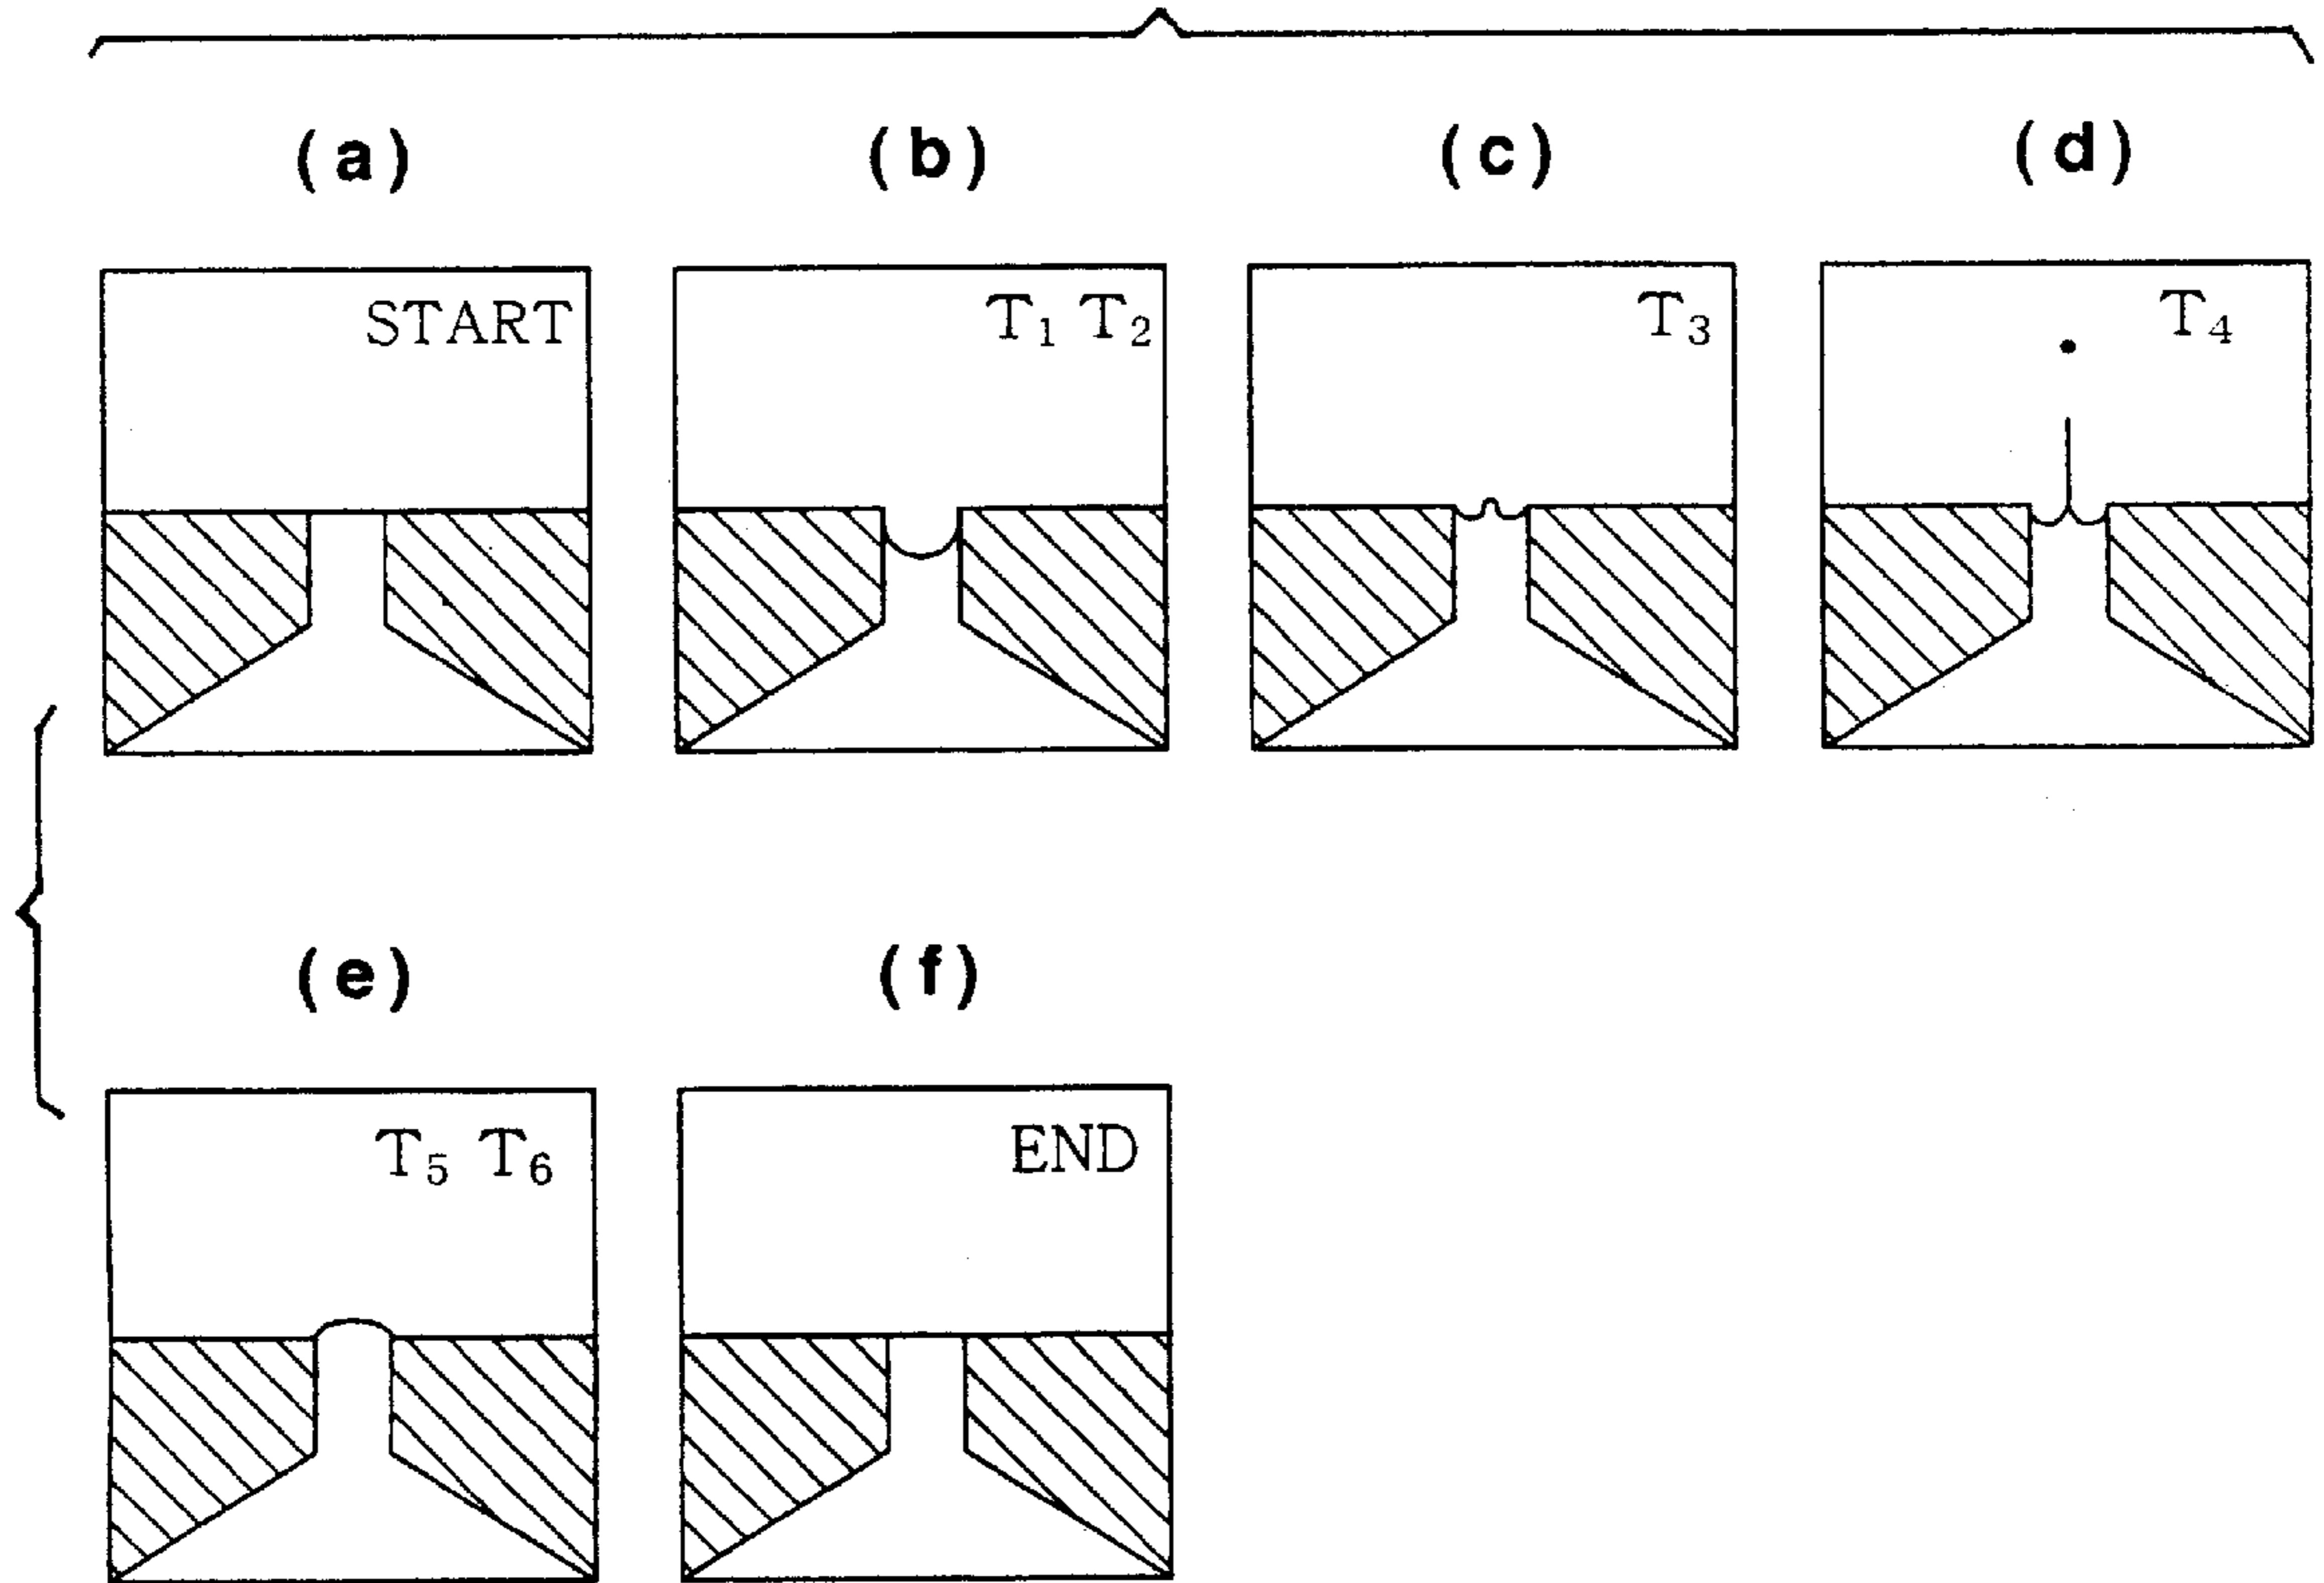 (a) (b) (c) (d)
START T₁ T₂ T₃ T₄
(e) (f)
T₅ T₆ END